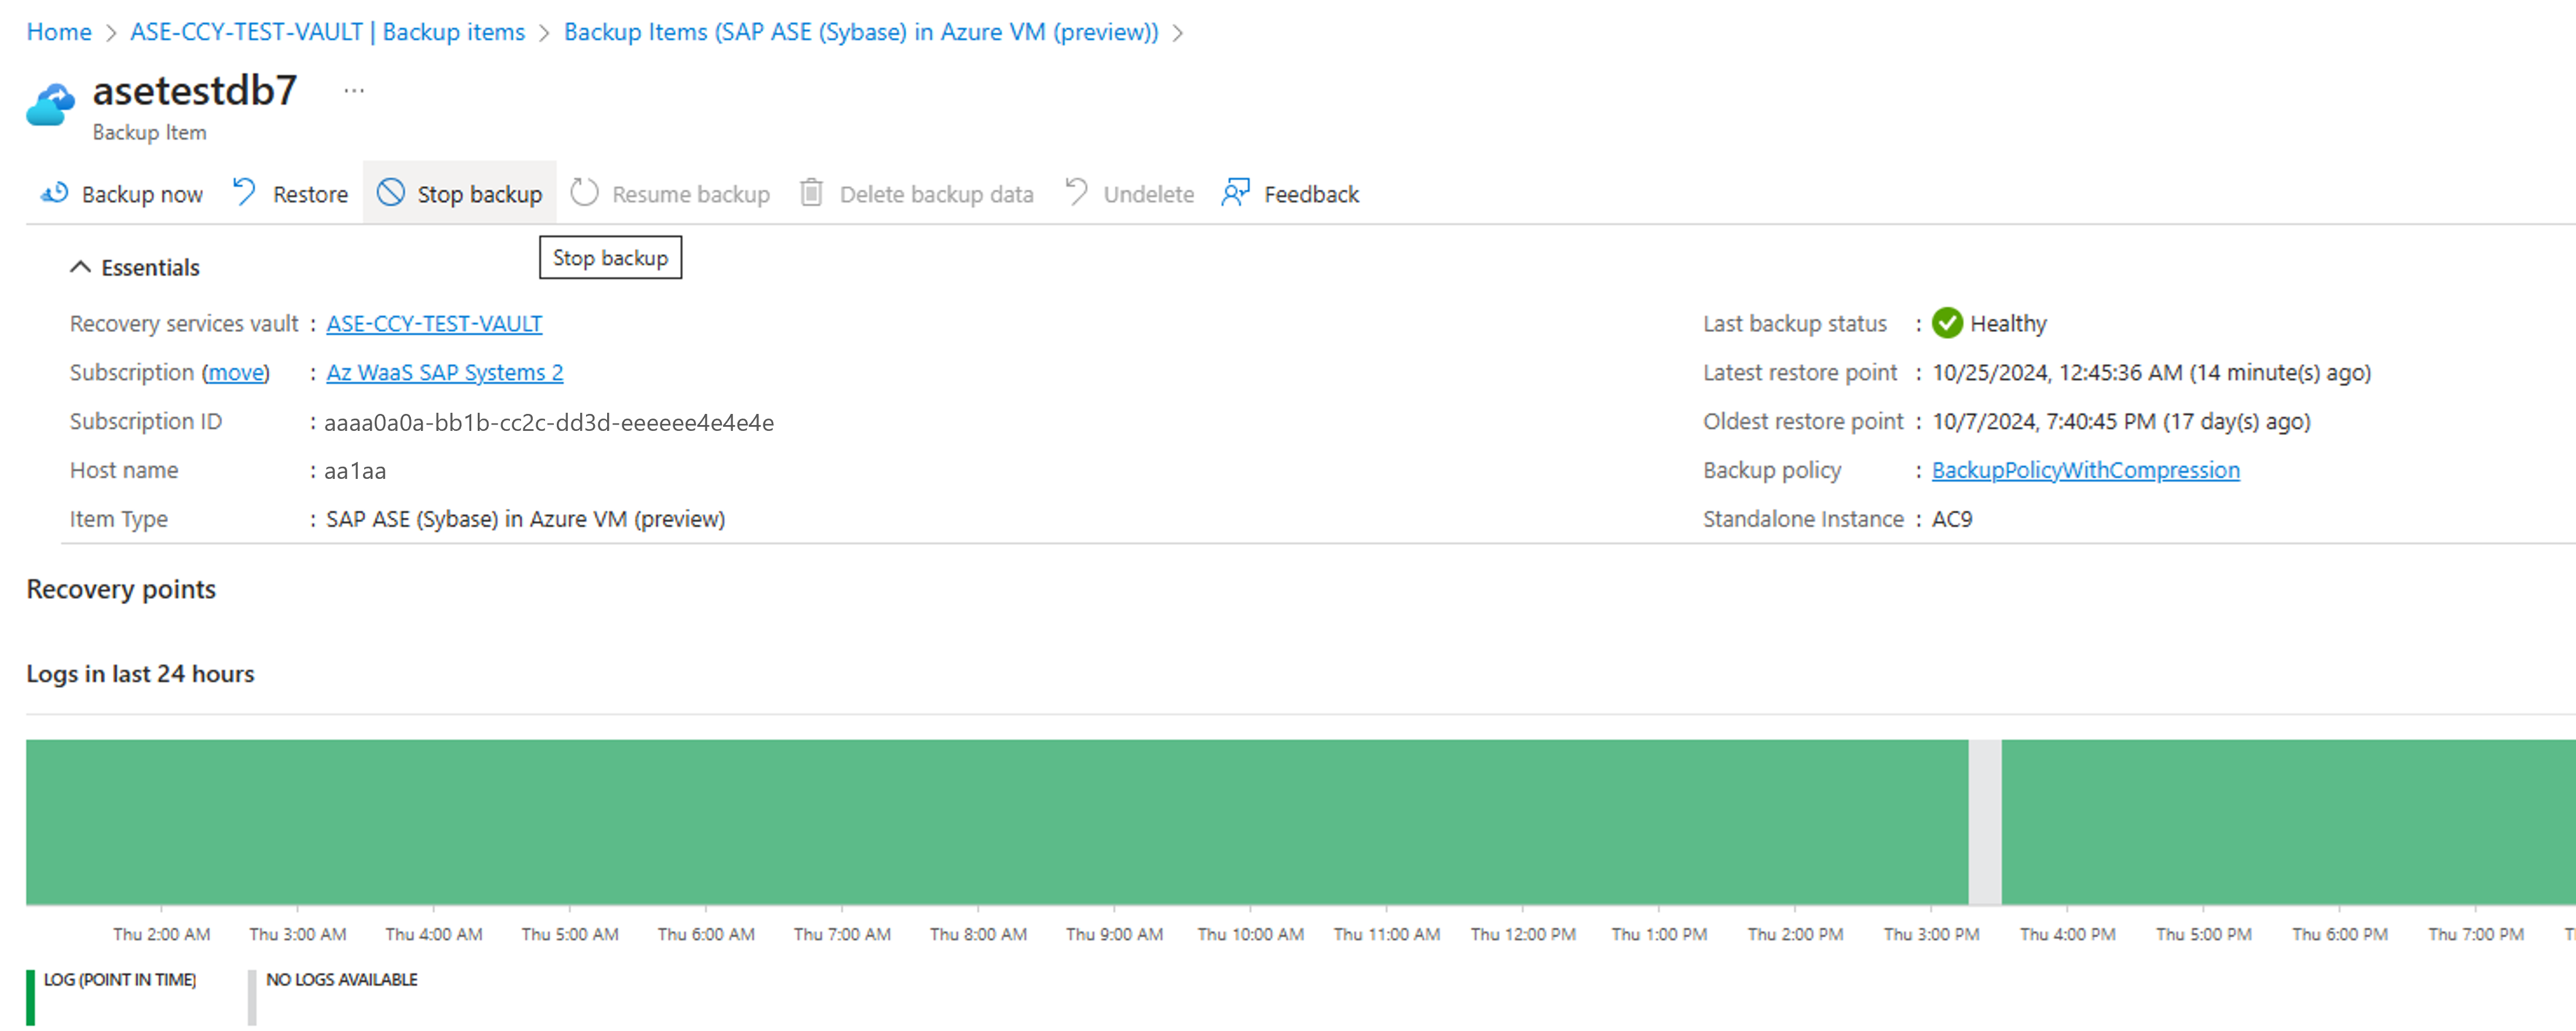 Home > ASE-CCY-TEST-VAULT | Backup items > Backup Items (SAP ASE (Sybase) in Azure VM (preview)) >
asetestdb7 ...
Backup Item
Backup now Restore Stop backup Resume backup Delete backup data Undelete Feedback
Stop backup
Essentials
Recovery services vault : ASE-CCY-TEST-VAULT
Subscription (move) : Az WaaS SAP Systems 2
Subscription ID : aaaa0a0a-bb1b-cc2c-dd3d-eeeeee4e4e4e
Host name : aa1aa
Item Type : SAP ASE (Sybase) in Azure VM (preview)
Last backup status : Healthy
Latest restore point : 10/25/2024, 12:45:36 AM (14 minute(s) ago)
Oldest restore point : 10/7/2024, 7:40:45 PM (17 day(s) ago)
Backup policy : BackupPolicyWithCompression
Standalone Instance : AC9
Recovery points
Logs in last 24 hours
Thu 2:00 AM Thu 3:00 AM Thu 4:00 AM Thu 5:00 AM Thu 6:00 AM Thu 7:00 AM Thu 8:00 AM Thu 9:00 AM Thu 10:00 AM Thu 11:00 AM Thu 12:00 PM Thu 1:00 PM Thu 2:00 PM Thu 3:00 PM Thu 4:00 PM Thu 5:00 PM Thu 6:00 PM Thu 7:00 PM
LOG (POINT IN TIME) NO LOGS AVAILABLE